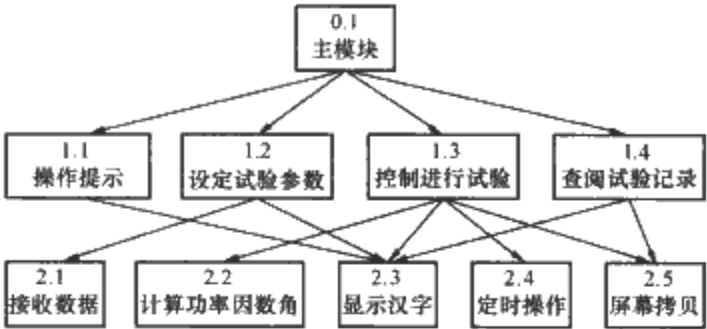 0.1
主模块
1.1
操作提示
1.2
设定试验参数
1.3
控制进行试验
1.4
查阅试验记录
2.1
接收数据
2.2
计算功率因数角
2.3
显示汉字
2.4
定时操作
2.5
屏幕拷贝